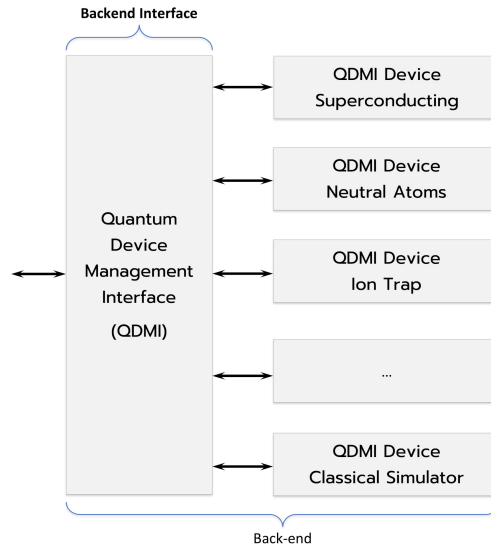 Backend Interface
QDMI Device
Superconducting
QDMI Device
Neutral Atoms
Quantum
Device
Management
Interface
(QDMI)
QDMI Device
Ion Trap
...
QDMI Device
Classical Simulator
Back-end